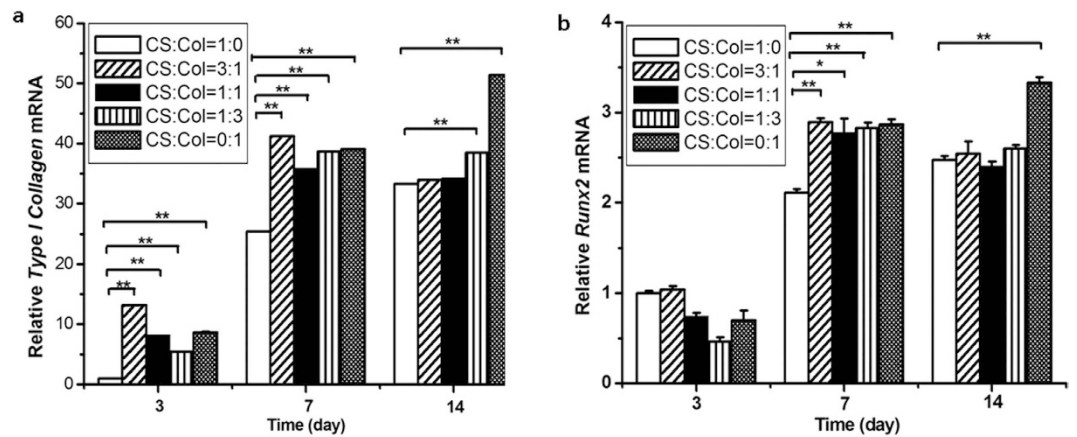 a
Relative Type I Collagen mRNA
60
50
40
30
20
10
0
CS:Col=1:0
CS:Col=3:1
CS:Col=1:1
CS:Col=1:3
CS:Col=0:1
**
**
**
**
**
**
**
**
**
**
3
7
14
Time (day)
b
Relative Runx2 mRNA
4
3
2
1
0
CS:Col=1:0
CS:Col=3:1
CS:Col=1:1
CS:Col=1:3
CS:Col=0:1
**
**
*
**
**
3
7
14
Time (day)